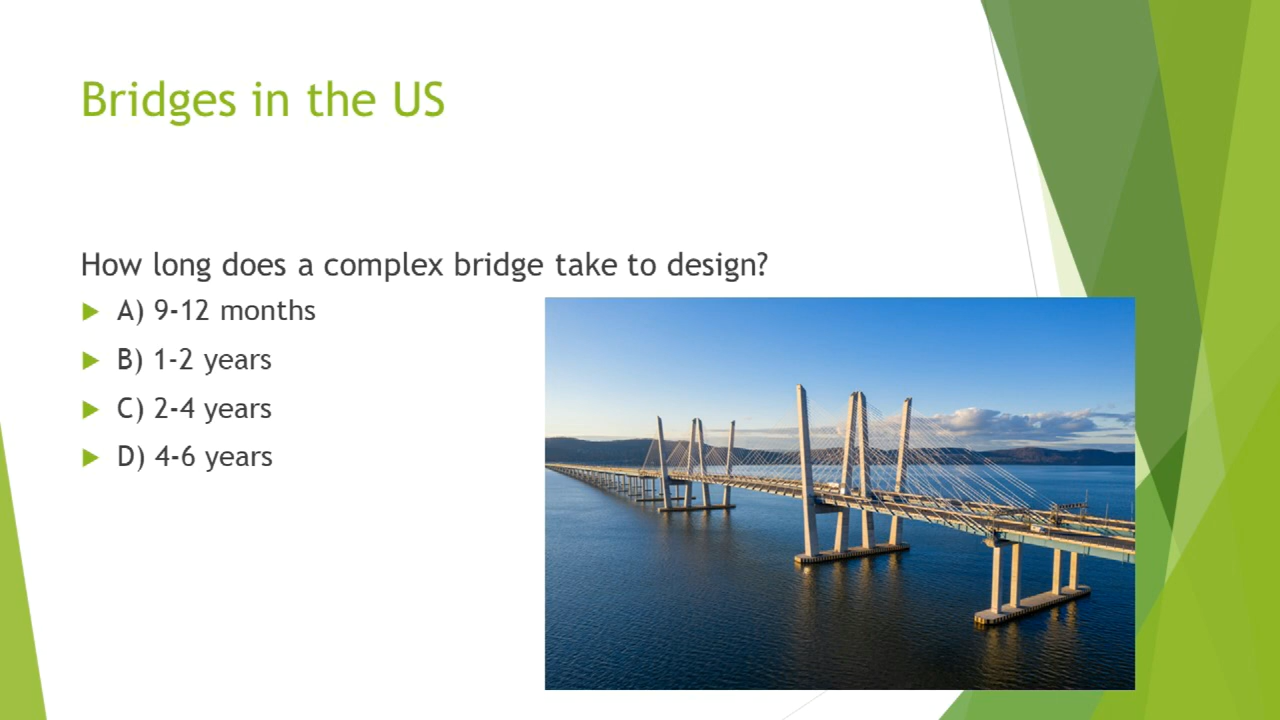 Bridges in the US
How long does a complex bridge take to design?
A) 9-12 months
B) 1-2 years
C) 2-4 years
D) 4-6 years